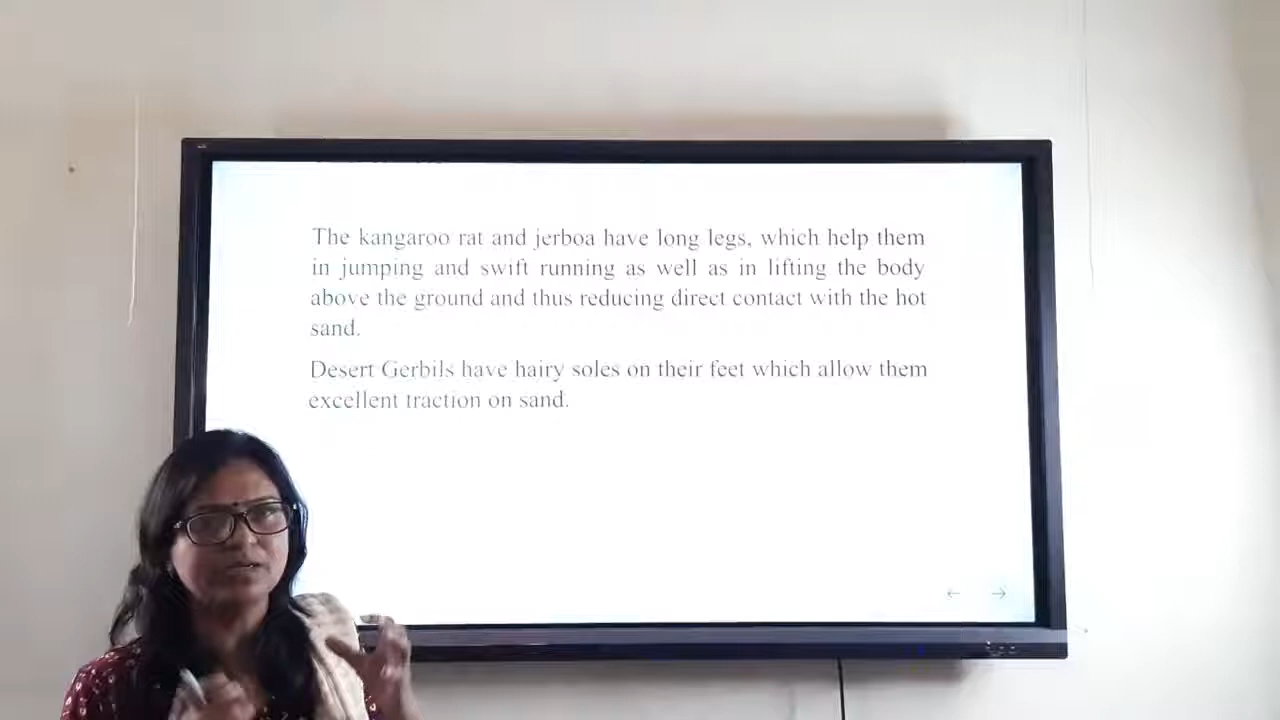 The kangaroo rat and jerboa have long legs, which help them
in jumping and swift running as well as in lifting the body
above the ground and thus reducing direct contact with the hot
sand.
Desert Gerbils have hairy soles on their feet which allow them
excellent traction on sand.